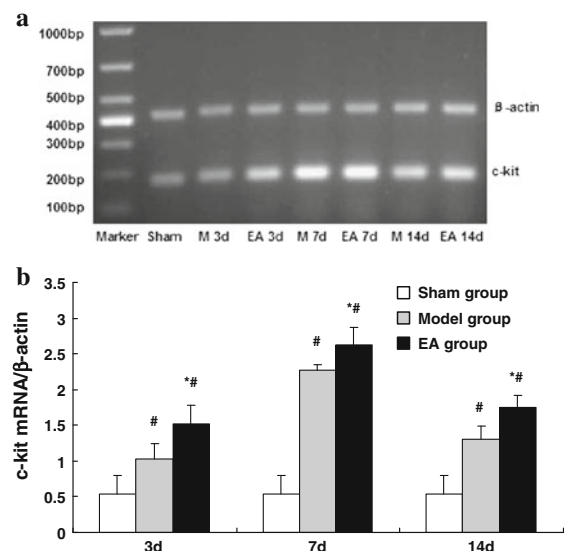 a
1000bp
700bp
500bp
400bp
300bp
200bp
100bp
β-actin
c-kit
Marker Sham M 3d EA 3d M 7d EA 7d M 14d EA 14d
b
c-kit mRNA/β-actin
3.5
3
2.5
2
1.5
1
0.5
0
Sham group
Model group
EA group
# *#
# *#
# *#
3d 7d 14d